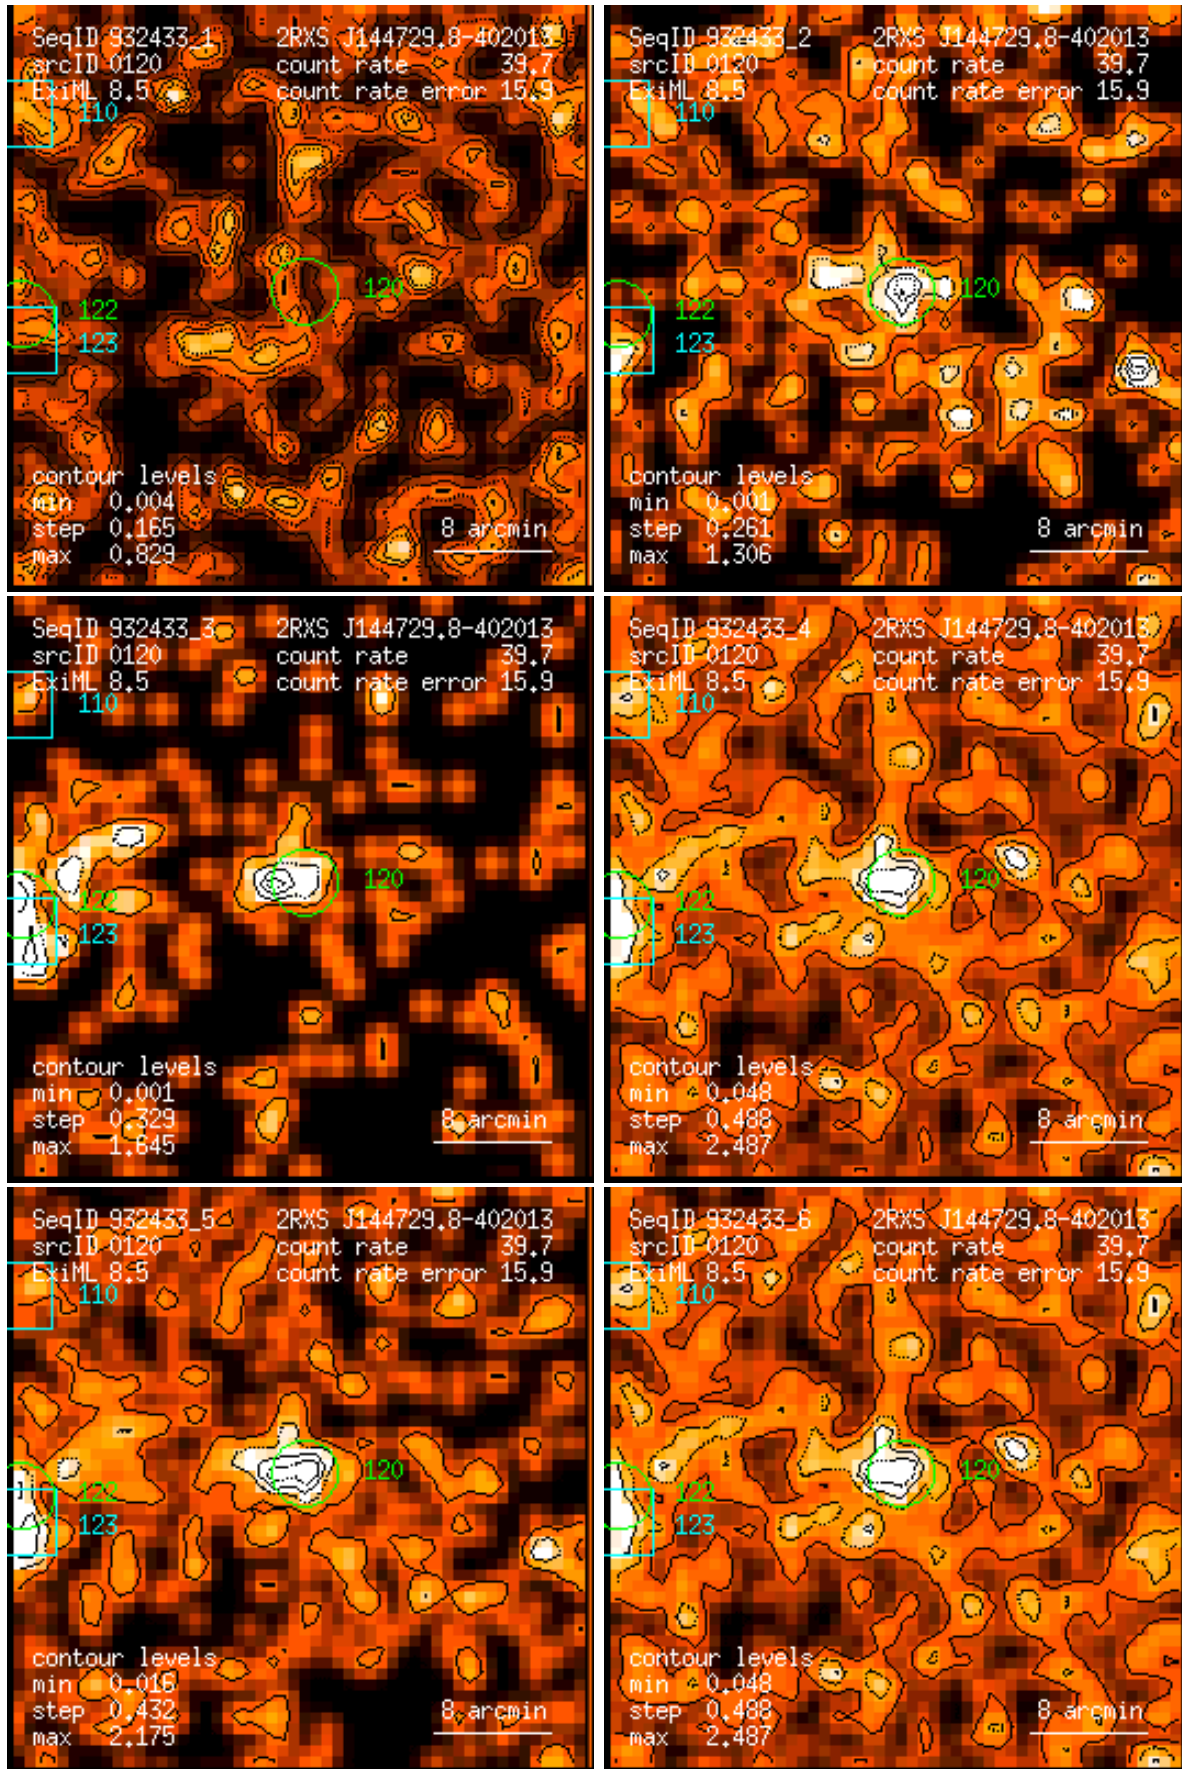 SeqID 932433_1 2RXS J144729.8-402013
srcID 0120 count rate 39.7
ExiML 8.5 count rate error 15.9
110
120
122
123
contour levels
min 0.004
step 0.165 8 arcmin
max 0.829
SeqID 932433_2 2RXS J144729.8-402013
srcID 0120 count rate 39.7
ExiML 8.5 count rate error 15.9
110
120
122
123
contour levels
min 0.001
step 0.261 8 arcmin
max 1.306
SeqID 932433_3 2RXS J144729.8-402013
srcID 0120 count rate 39.7
ExiML 8.5 count rate error 15.9
110
120
122
123
contour levels
min 0.001
step 0.329 8 arcmin
max 1.645
SeqID 932433_4 2RXS J144729.8-402013
srcID 0120 count rate 39.7
ExiML 8.5 count rate error 15.9
110
120
122
123
contour levels
min 0.048
step 0.488 8 arcmin
max 2.487
SeqID 932433_5 2RXS J144729.8-402013
srcID 0120 count rate 39.7
ExiML 8.5 count rate error 15.9
110
120
122
123
contour levels
min 0.016
step 0.432 8 arcmin
max 2.175
SeqID 932433_6 2RXS J144729.8-402013
srcID 0120 count rate 39.7
ExiML 8.5 count rate error 15.9
110
120
122
123
contour levels
min 0.048
step 0.488 8 arcmin
max 2.487